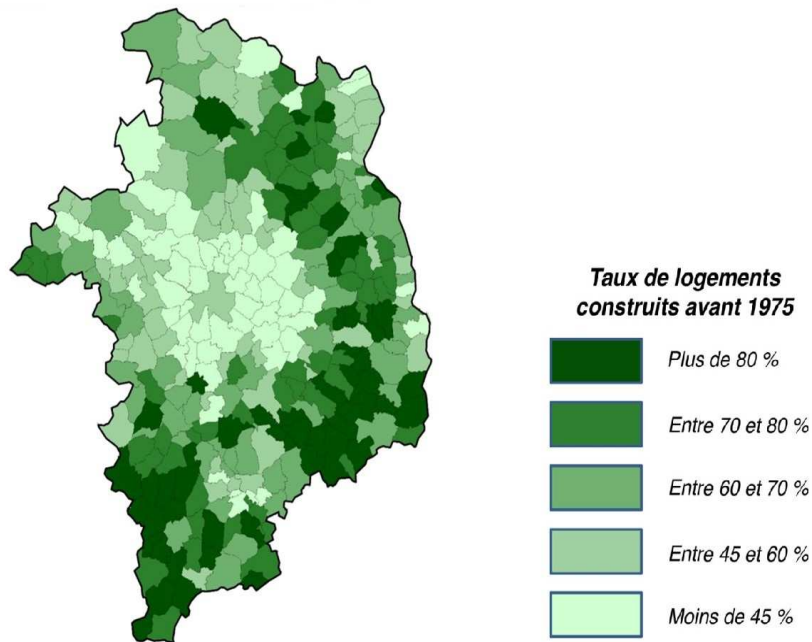 Taux de logements
construits avant 1975
Plus de 80 %
Entre 70 et 80 %
Entre 60 et 70 %
Entre 45 et 60 %
Moins de 45 %